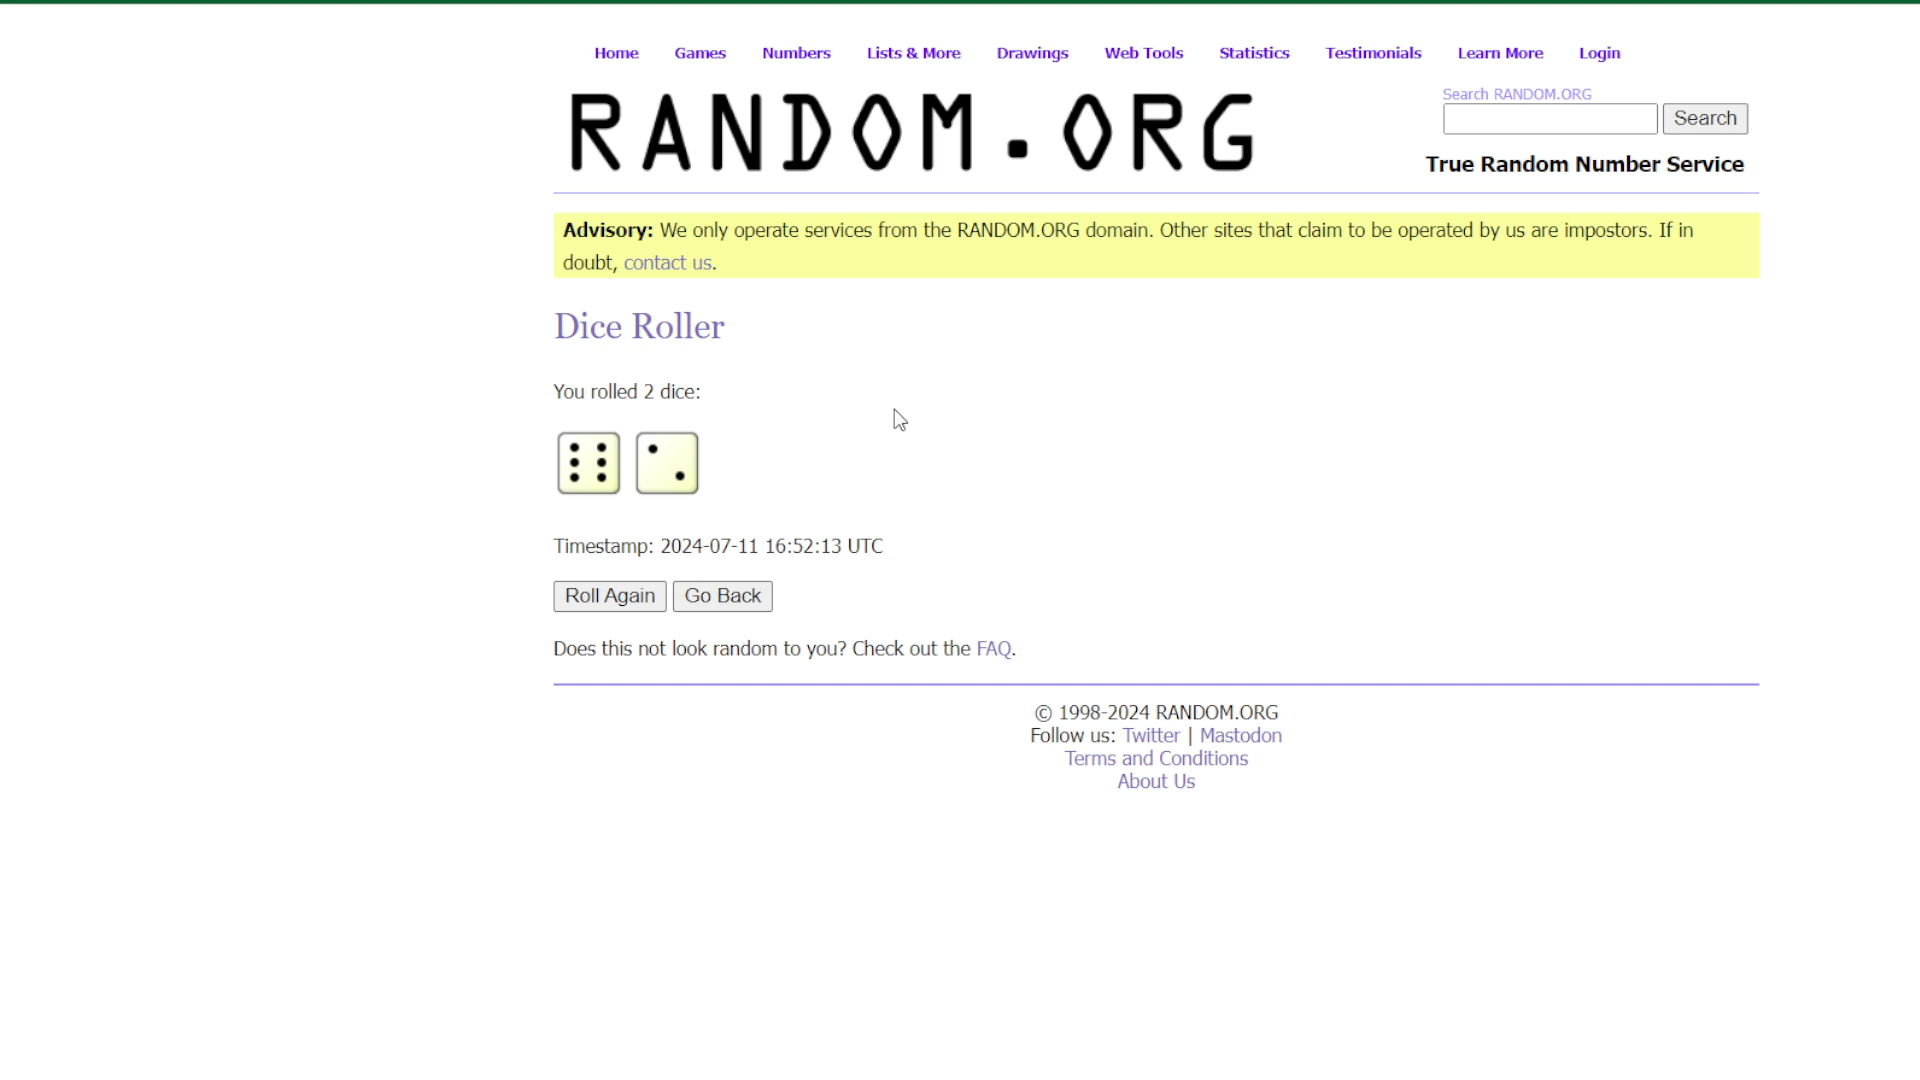 Home Games Numbers Lists & More Drawings Web Tools Statistics Testimonials Learn More Login
RANDOM.ORG
Search RANDOM.ORG
Search
True Random Number Service
Advisory: We only operate services from the RANDOM.ORG domain. Other sites that claim to be operated by us are impostors. If in
doubt, contact us.
Dice Roller
You rolled 2 dice:
Timestamp: 2024-07-11 16:52:13 UTC
Roll Again Go Back
Does this not look random to you? Check out the FAQ.
© 1998-2024 RANDOM.ORG
Follow us: Twitter | Mastodon
Terms and Conditions
About Us